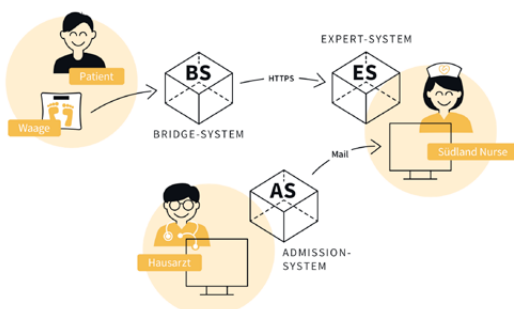 Patient
Waage
BS
BRIDGE-SYSTEM
HTTPS
EXPERT-SYSTEM
ES
Südland Nurse
Mail
AS
ADMISSION-
SYSTEM
Hausarzt